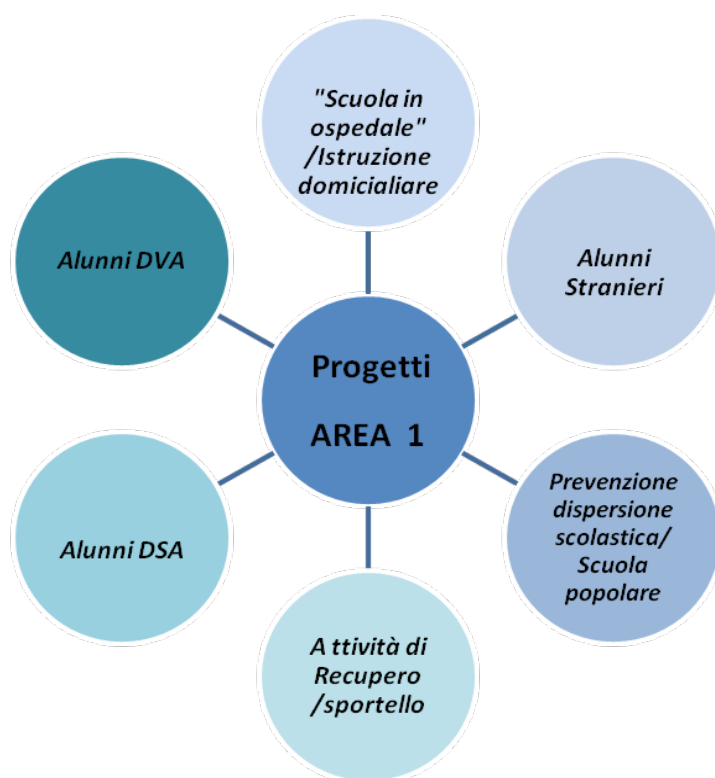 "Scuola in
ospedale"
/Istruzione
domicialiare
Alunni
Stranieri
Prevenzione
dispersione
scolastica/
Scuola
popolare
A ttività di
Recupero
/sportello
Alunni DSA
Alunni DVA
Progetti
AREA 1